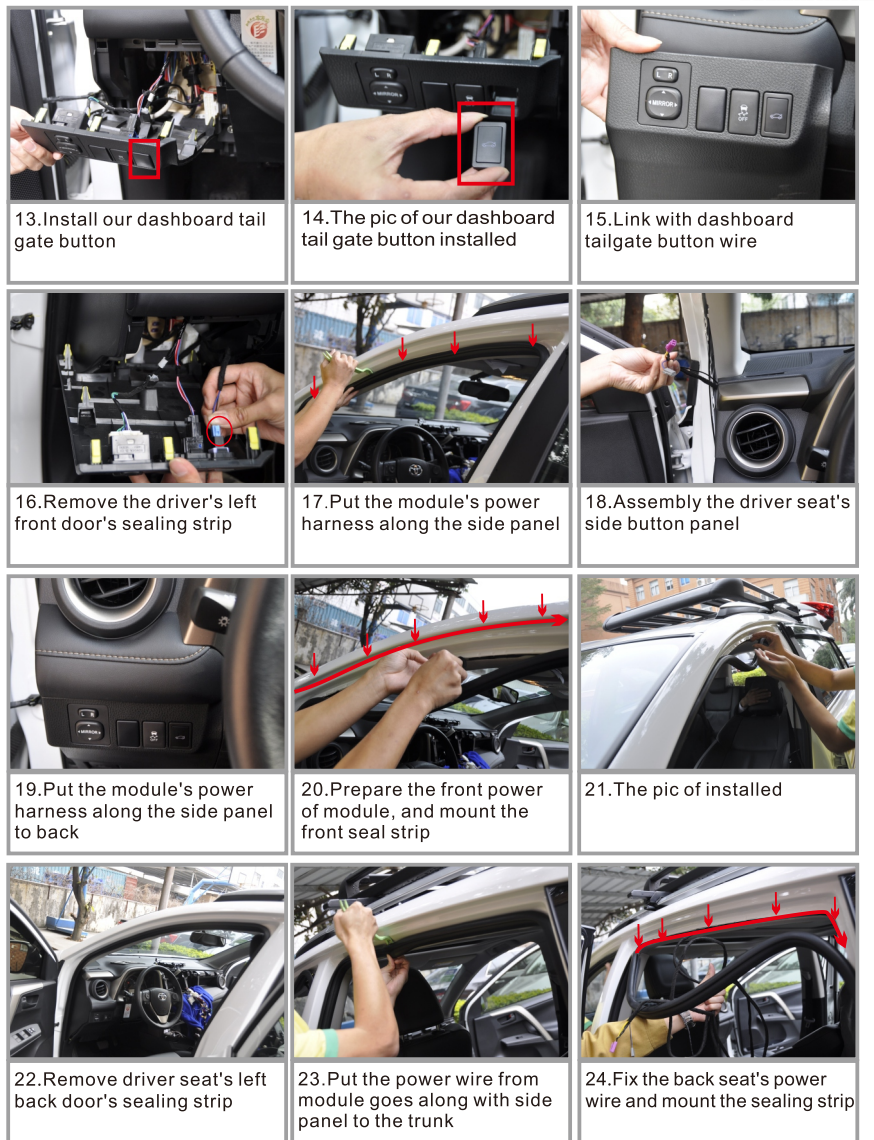 L R
MIRROR
L R
MIRROR
OFF
13.Install our dashboard tail
gate button
14.The pic of our dashboard
tail gate button installed
15.Link with dashboard
tailgate button wire
16.Remove the driver's left
front door's sealing strip
17.Put the module's power
harness along the side panel
18.Assembly the driver seat's
side button panel
L R
MIRROR
OFF
19.Put the module's power
harness along the side panel
to back
20.Prepare the front power
of module, and mount the
front seal strip
21.The pic of installed
22.Remove driver seat's left
back door's sealing strip
23.Put the power wire from
module goes along with side
panel to the trunk
24.Fix the back seat's power
wire and mount the sealing strip